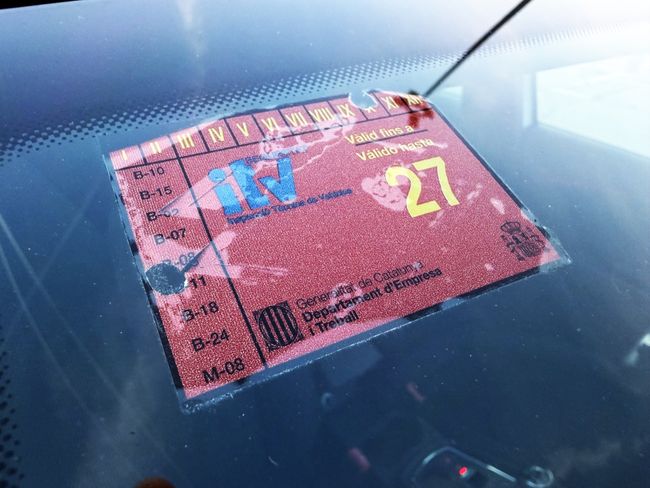 I II III IV V VI VII VIII IX X XI XII
Vàlid fins a
Válido hasta
27
itv
Inspecció Tècnica de Vehicles
B-10
B-15
B-07
B-18
B-24
M-08
Generalitat de Catalunya
Departament d'Empresa
i Treball